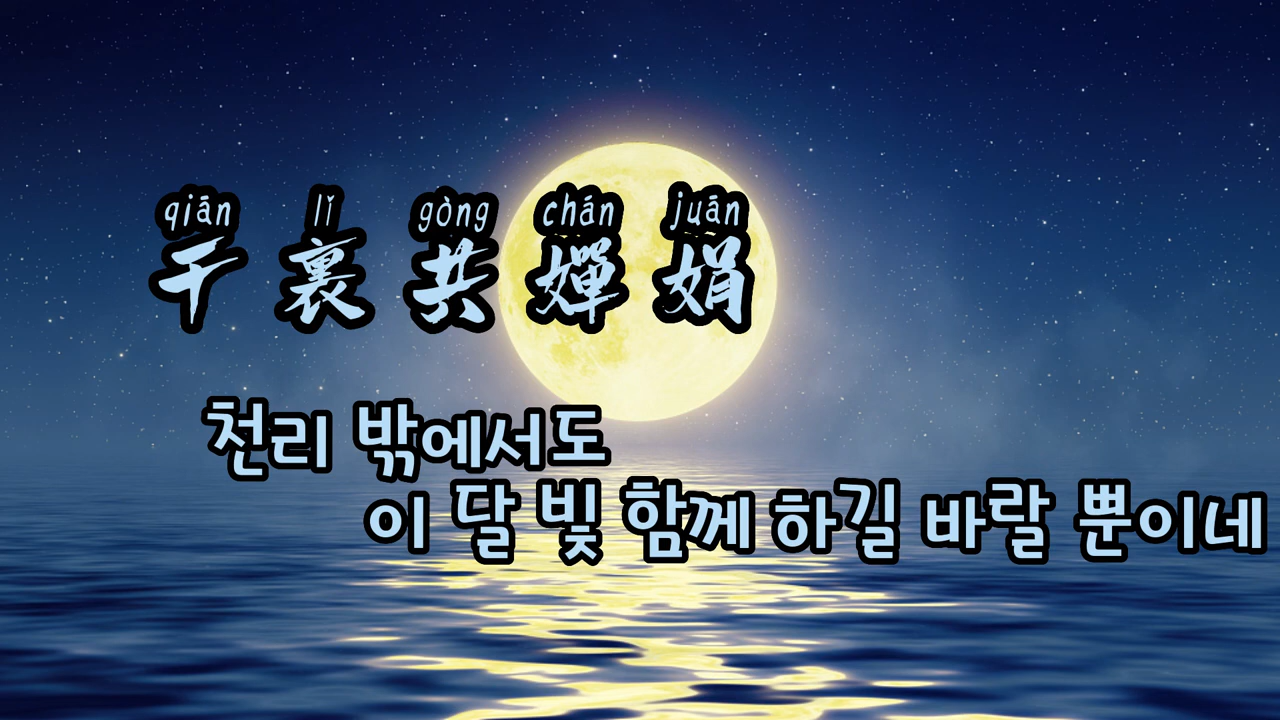 qiān lǐ gòng chán juān
千裏共嬋娟
천리 밖에서도
이 달 빛 함께 하길 바랄 뿐이네